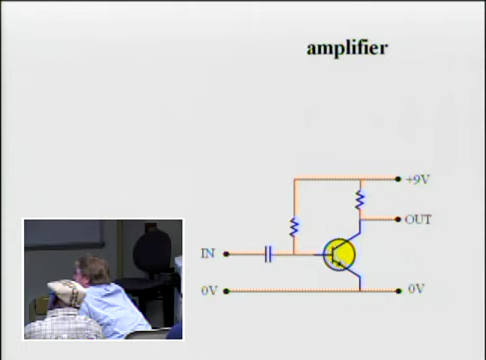 amplifier
+9V
OUT
IN
0V
0V